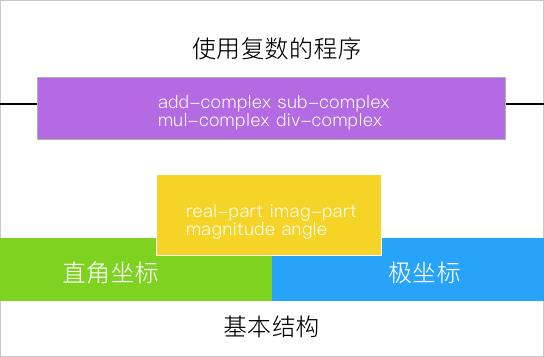 使用复数的程序
add-complex sub-complex
mul-complex div-complex
real-part imag-part
magnitude angle
直角坐标
极坐标
基本结构